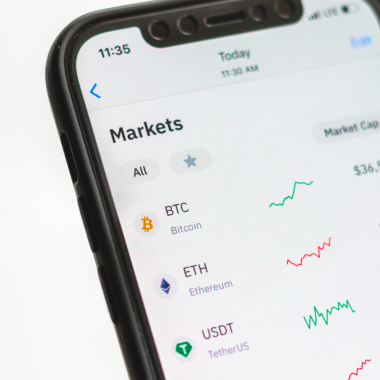 11:35
LTE
Today
11:30 AM
Edit
Markets
All
Market Cap
BTC
$36,5
Bitcoin
ETH
Ethereum
USDT
TetherUS